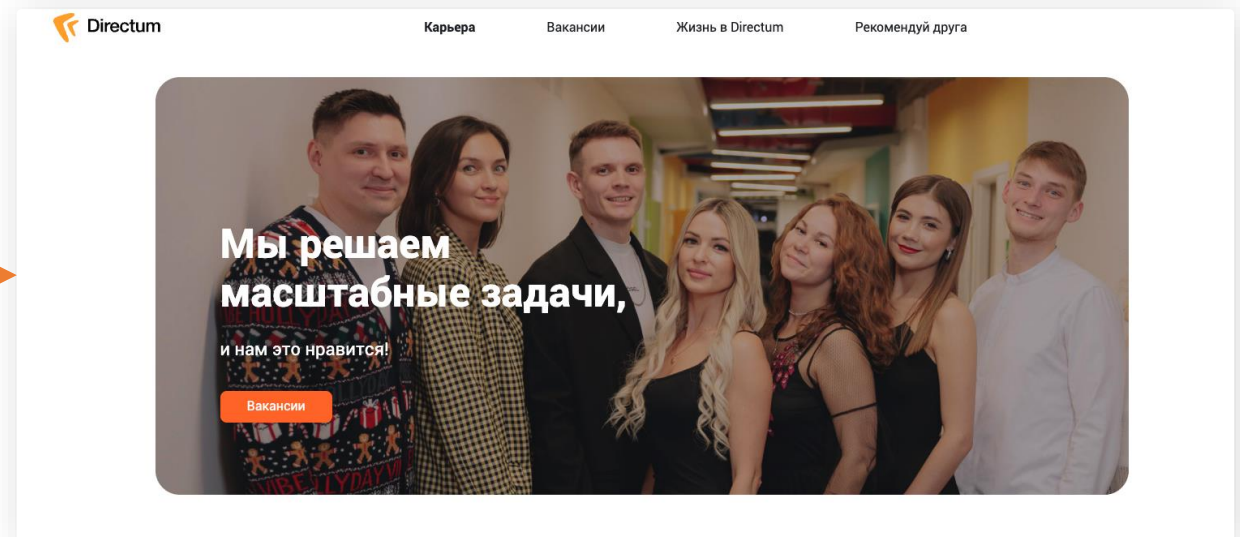 Directum
Карьера
Вакансии
Жизнь в Directum
Рекомендуй друга
Мы решаем
масштабные задачи,
и нам это нравится!
Вакансии